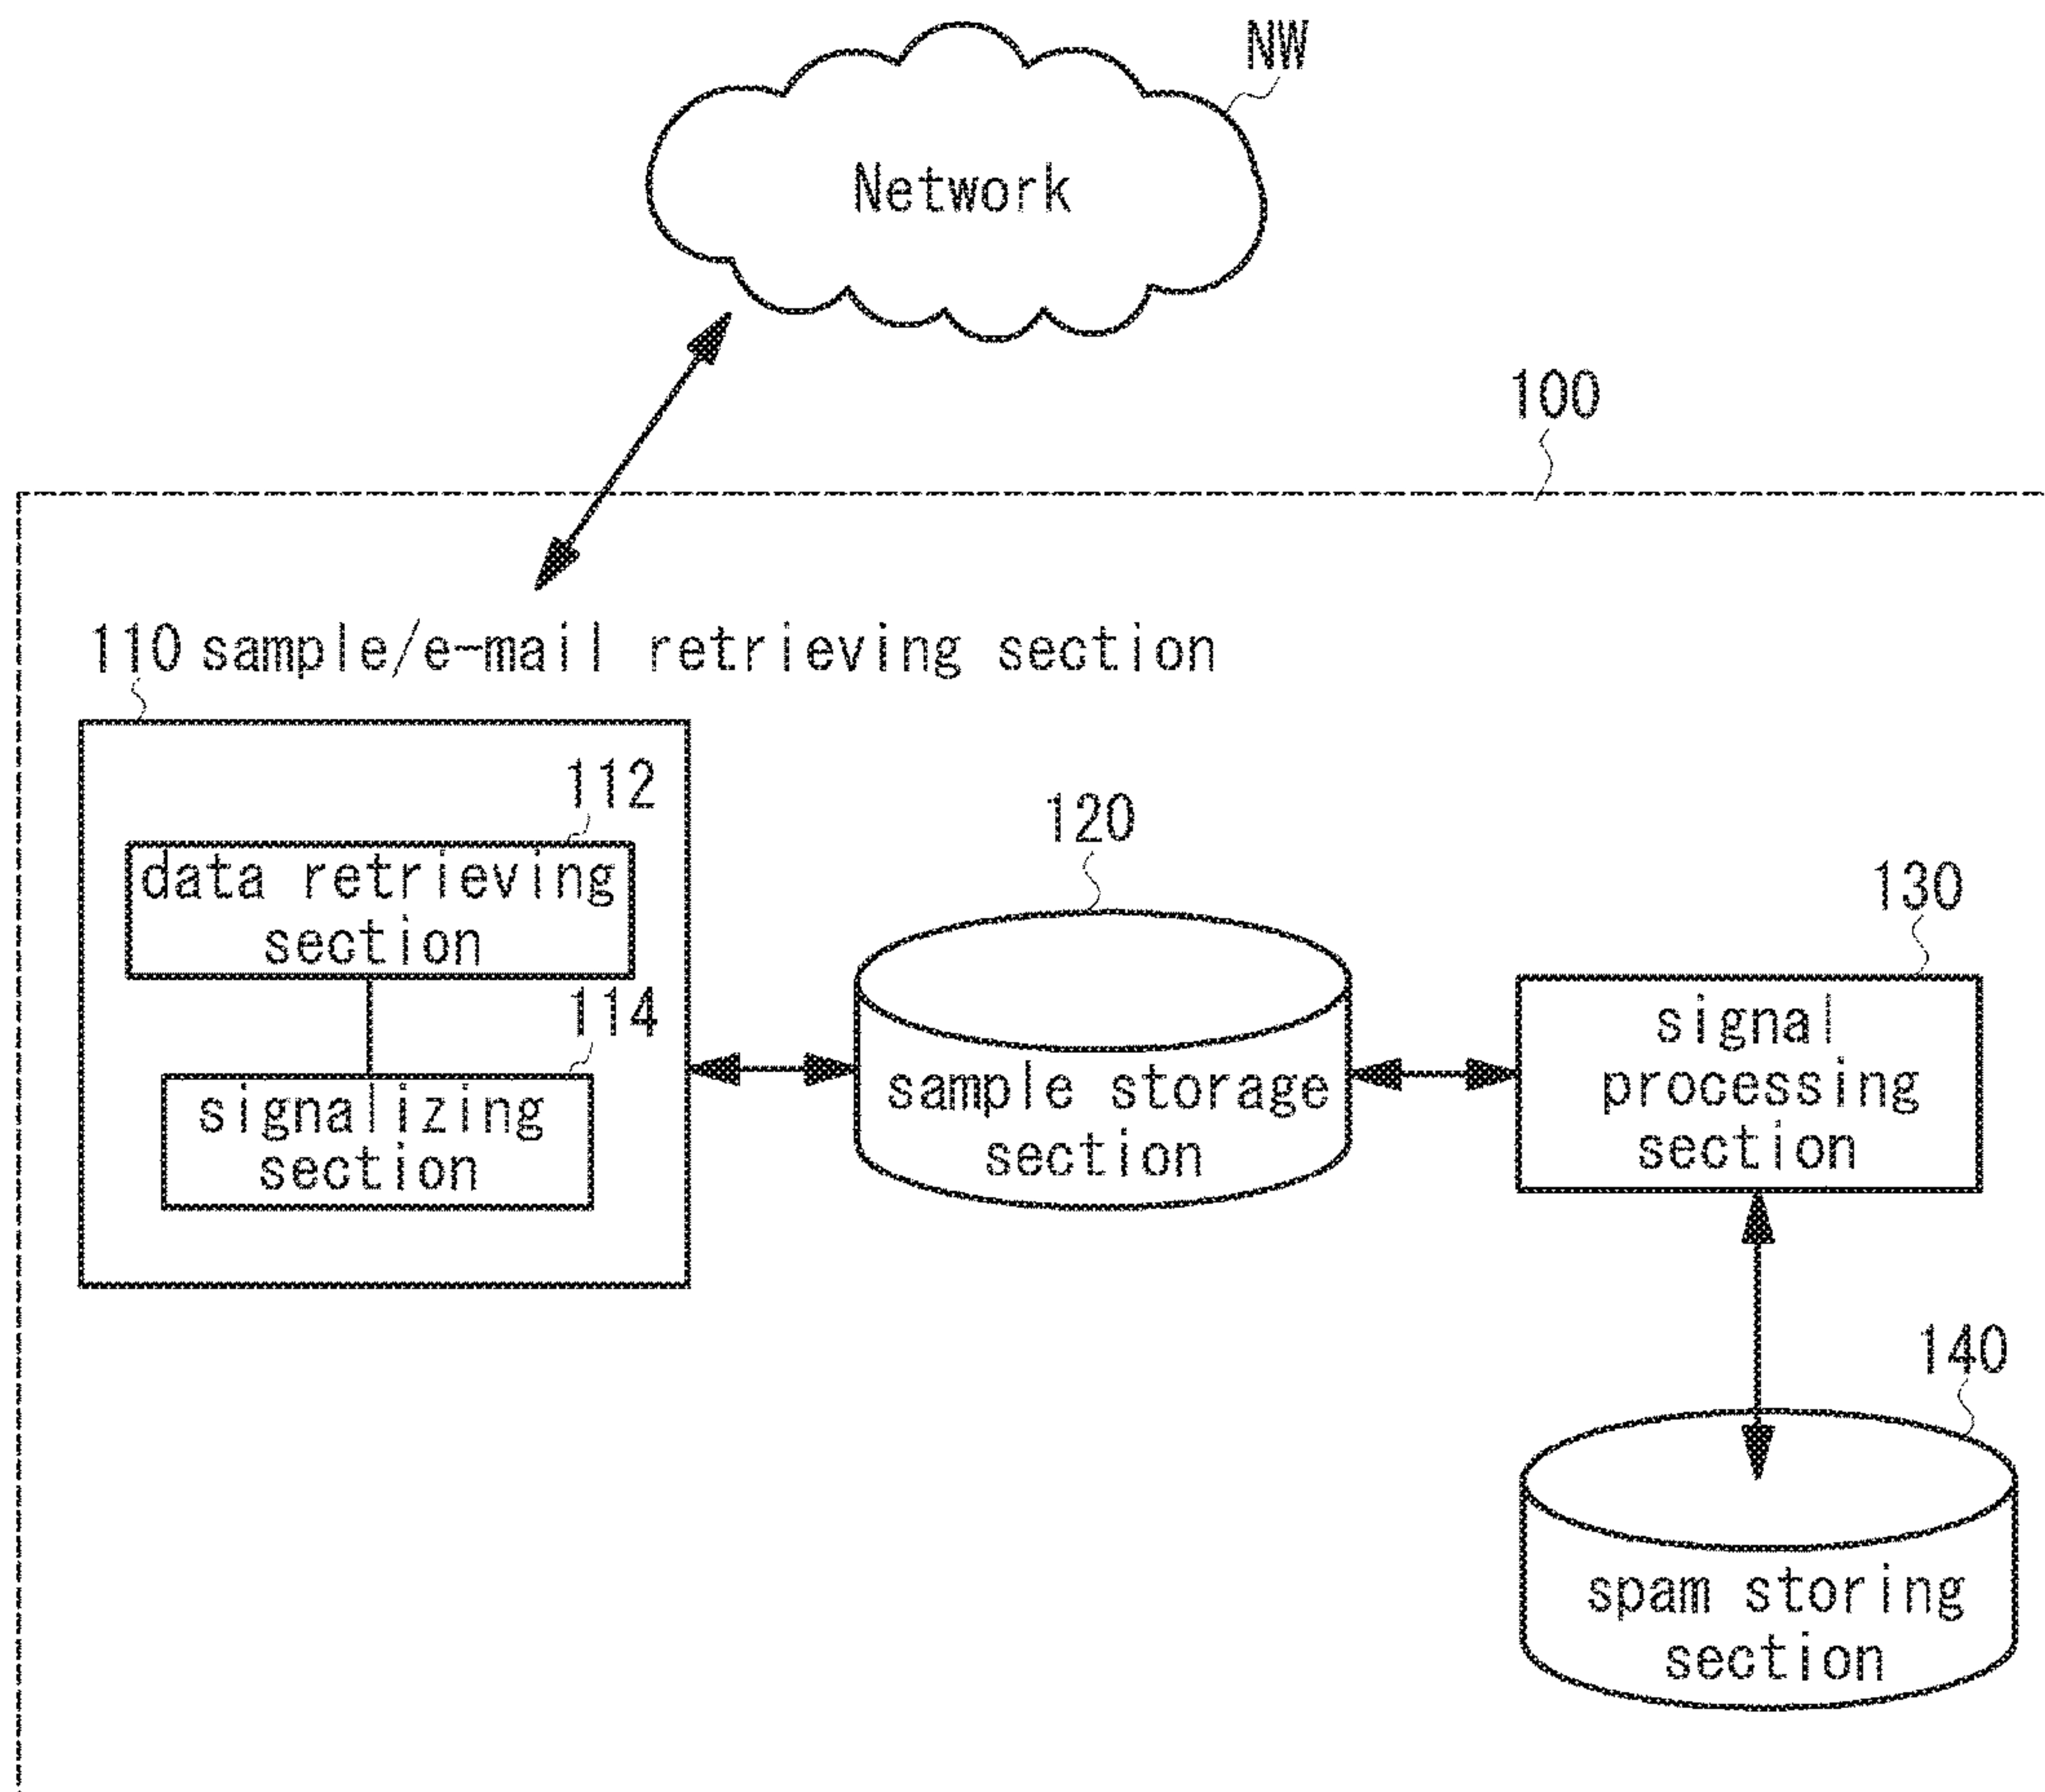 NW
Network
100
110 sample/e-mail retrieving section
112
data retrieving
section
114
signalizing
section
120
sample storage
section
130
signal
processing
section
140
spam storing
section